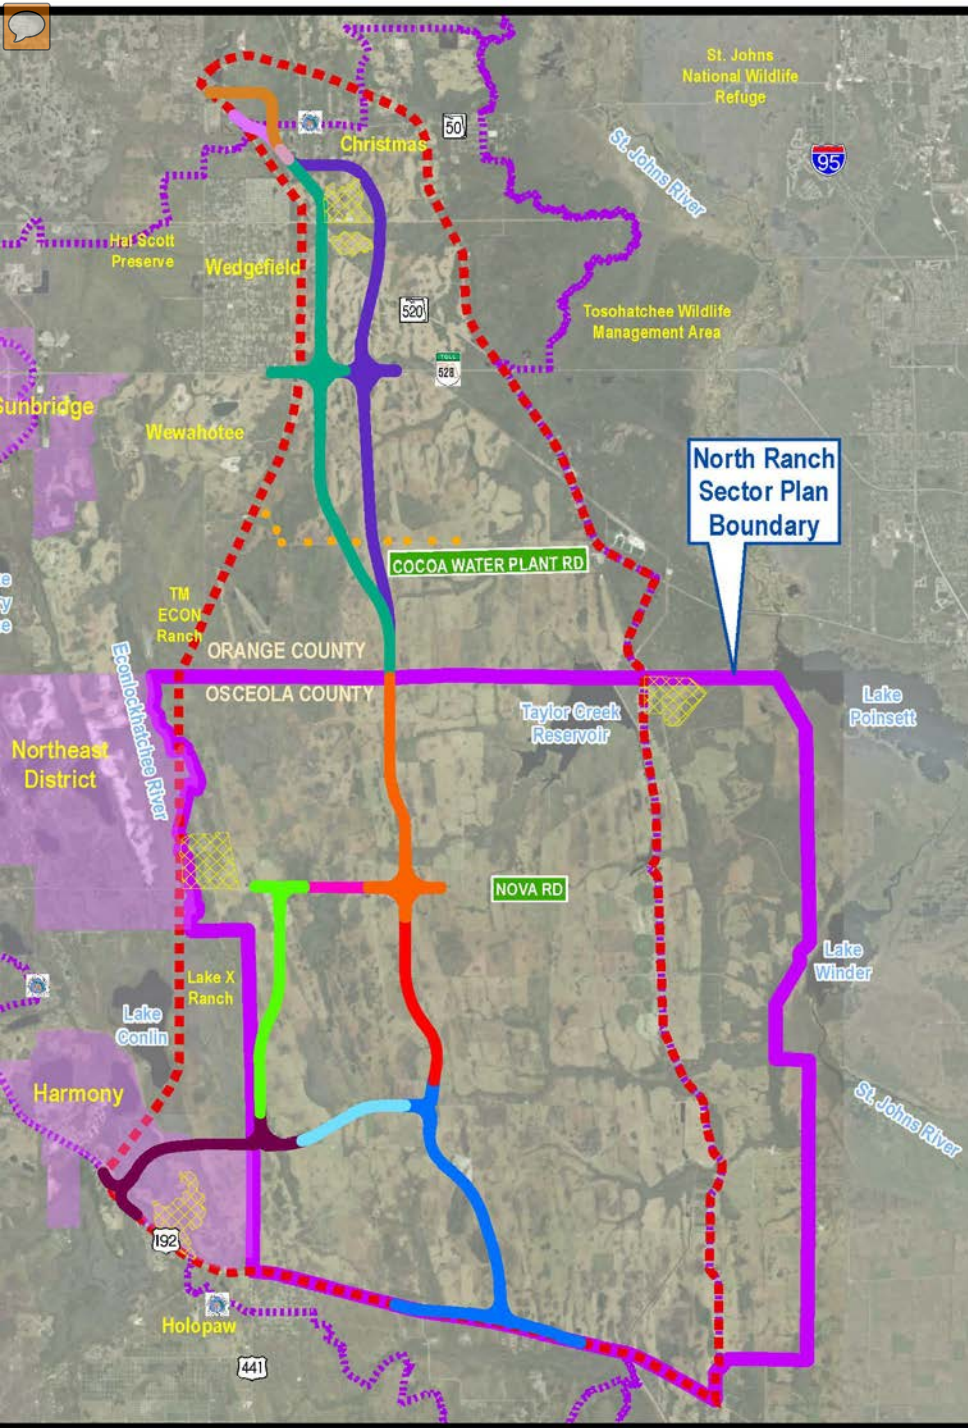 St. Johns
National Wildlife
Refuge
50
Christmas
St. Johns River
95
Hal Scott
Preserve
Wedgefield
520
Tosohatchee Wildlife
Management Area
TOLL
528
Sunbridge
Wewahotee
North Ranch
Sector Plan
Boundary
COCOA WATER PLANT RD
TM
ECON
Ranch
ORANGE COUNTY
OSCEOLA COUNTY
Econlockhatchee River
Taylor Creek
Reservoir
Lake
Poinsett
Northeast
District
NOVA RD
Lake X
Ranch
Lake
Winder
Lake
Conlin
Harmony
St. Johns River
192
Holopaw
441